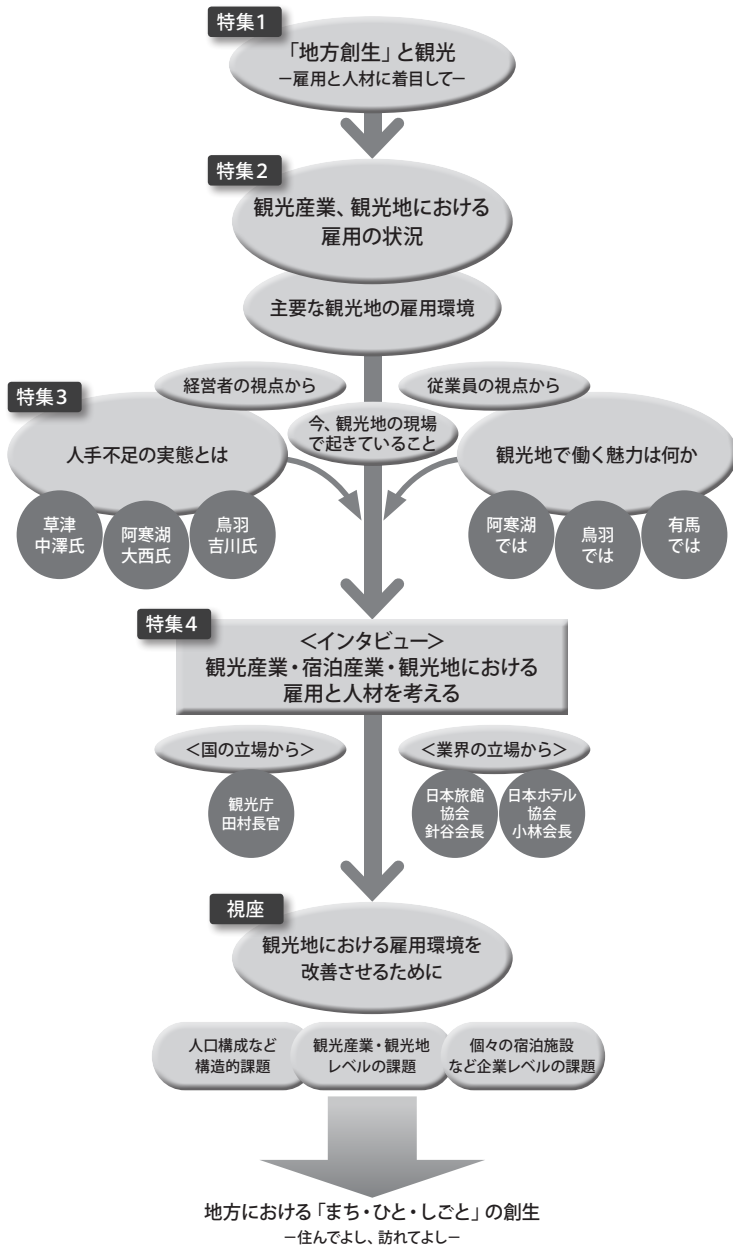 特集1
「地方創生」と観光
－雇用と人材に着目して－
特集2
観光産業、観光地における
雇用の状況
主要な観光地の雇用環境
経営者の視点から
従業員の視点から
特集3
今、観光地の現場
で起きていること
人手不足の実態とは
観光地で働く魅力は何か
草津
中澤氏
阿寒湖
大西氏
鳥羽
吉川氏
阿寒湖
では
鳥羽
では
有馬
では
特集4
＜インタビュー＞
観光産業・宿泊産業・観光地における
雇用と人材を考える
＜国の立場から＞
＜業界の立場から＞
観光庁
田村長官
日本旅館
協会
針谷会長
日本ホテル
協会
小林会長
視座
観光地における雇用環境を
改善させるために
人口構成など
構造的課題
観光産業・観光地
レベルの課題
個々の宿泊施設
など企業レベルの課題
地方における「まち・ひと・しごと」の創生
－住んでよし、訪れてよし－